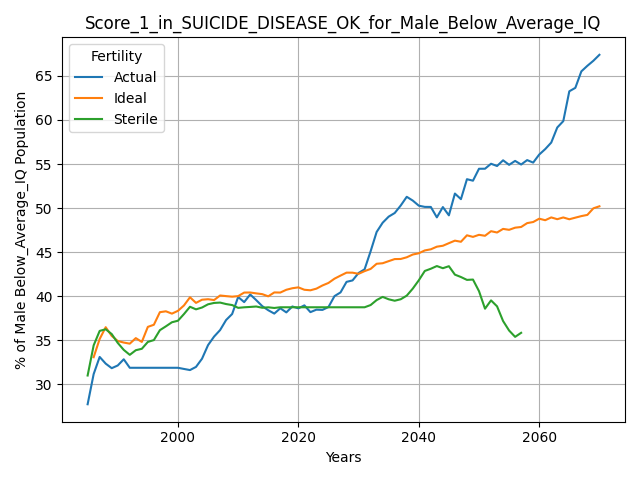 Score_1_in_SUICIDE_DISEASE_OK_for_Male_Below_Average_IQ
% of Male Below_Average_IQ Population
65
60
55
50
45
40
35
30
Fertility
Actual
Ideal
Sterile
2000 2020 2040 2060
Years